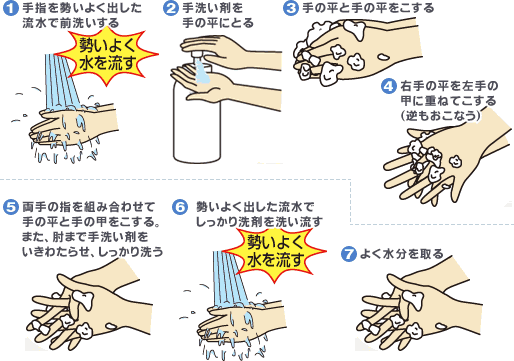 1 手指を勢いよく出した
流水で前洗いする
勢いよく
水を流す
2 手洗い剤を
手の平にとる
3 手の平と手の平をこする
4 右手の平を左手の
甲に重ねてこする
（逆もおこなう）
5 両手の指を組み合わせて
手の平と手の甲をこする。
また、肘まで手洗い剤を
いきわたらせ、しっかり洗う
6 勢いよく出した流水で
しっかり洗剤を洗い流す
勢いよく
水を流す
7 よく水分を取る